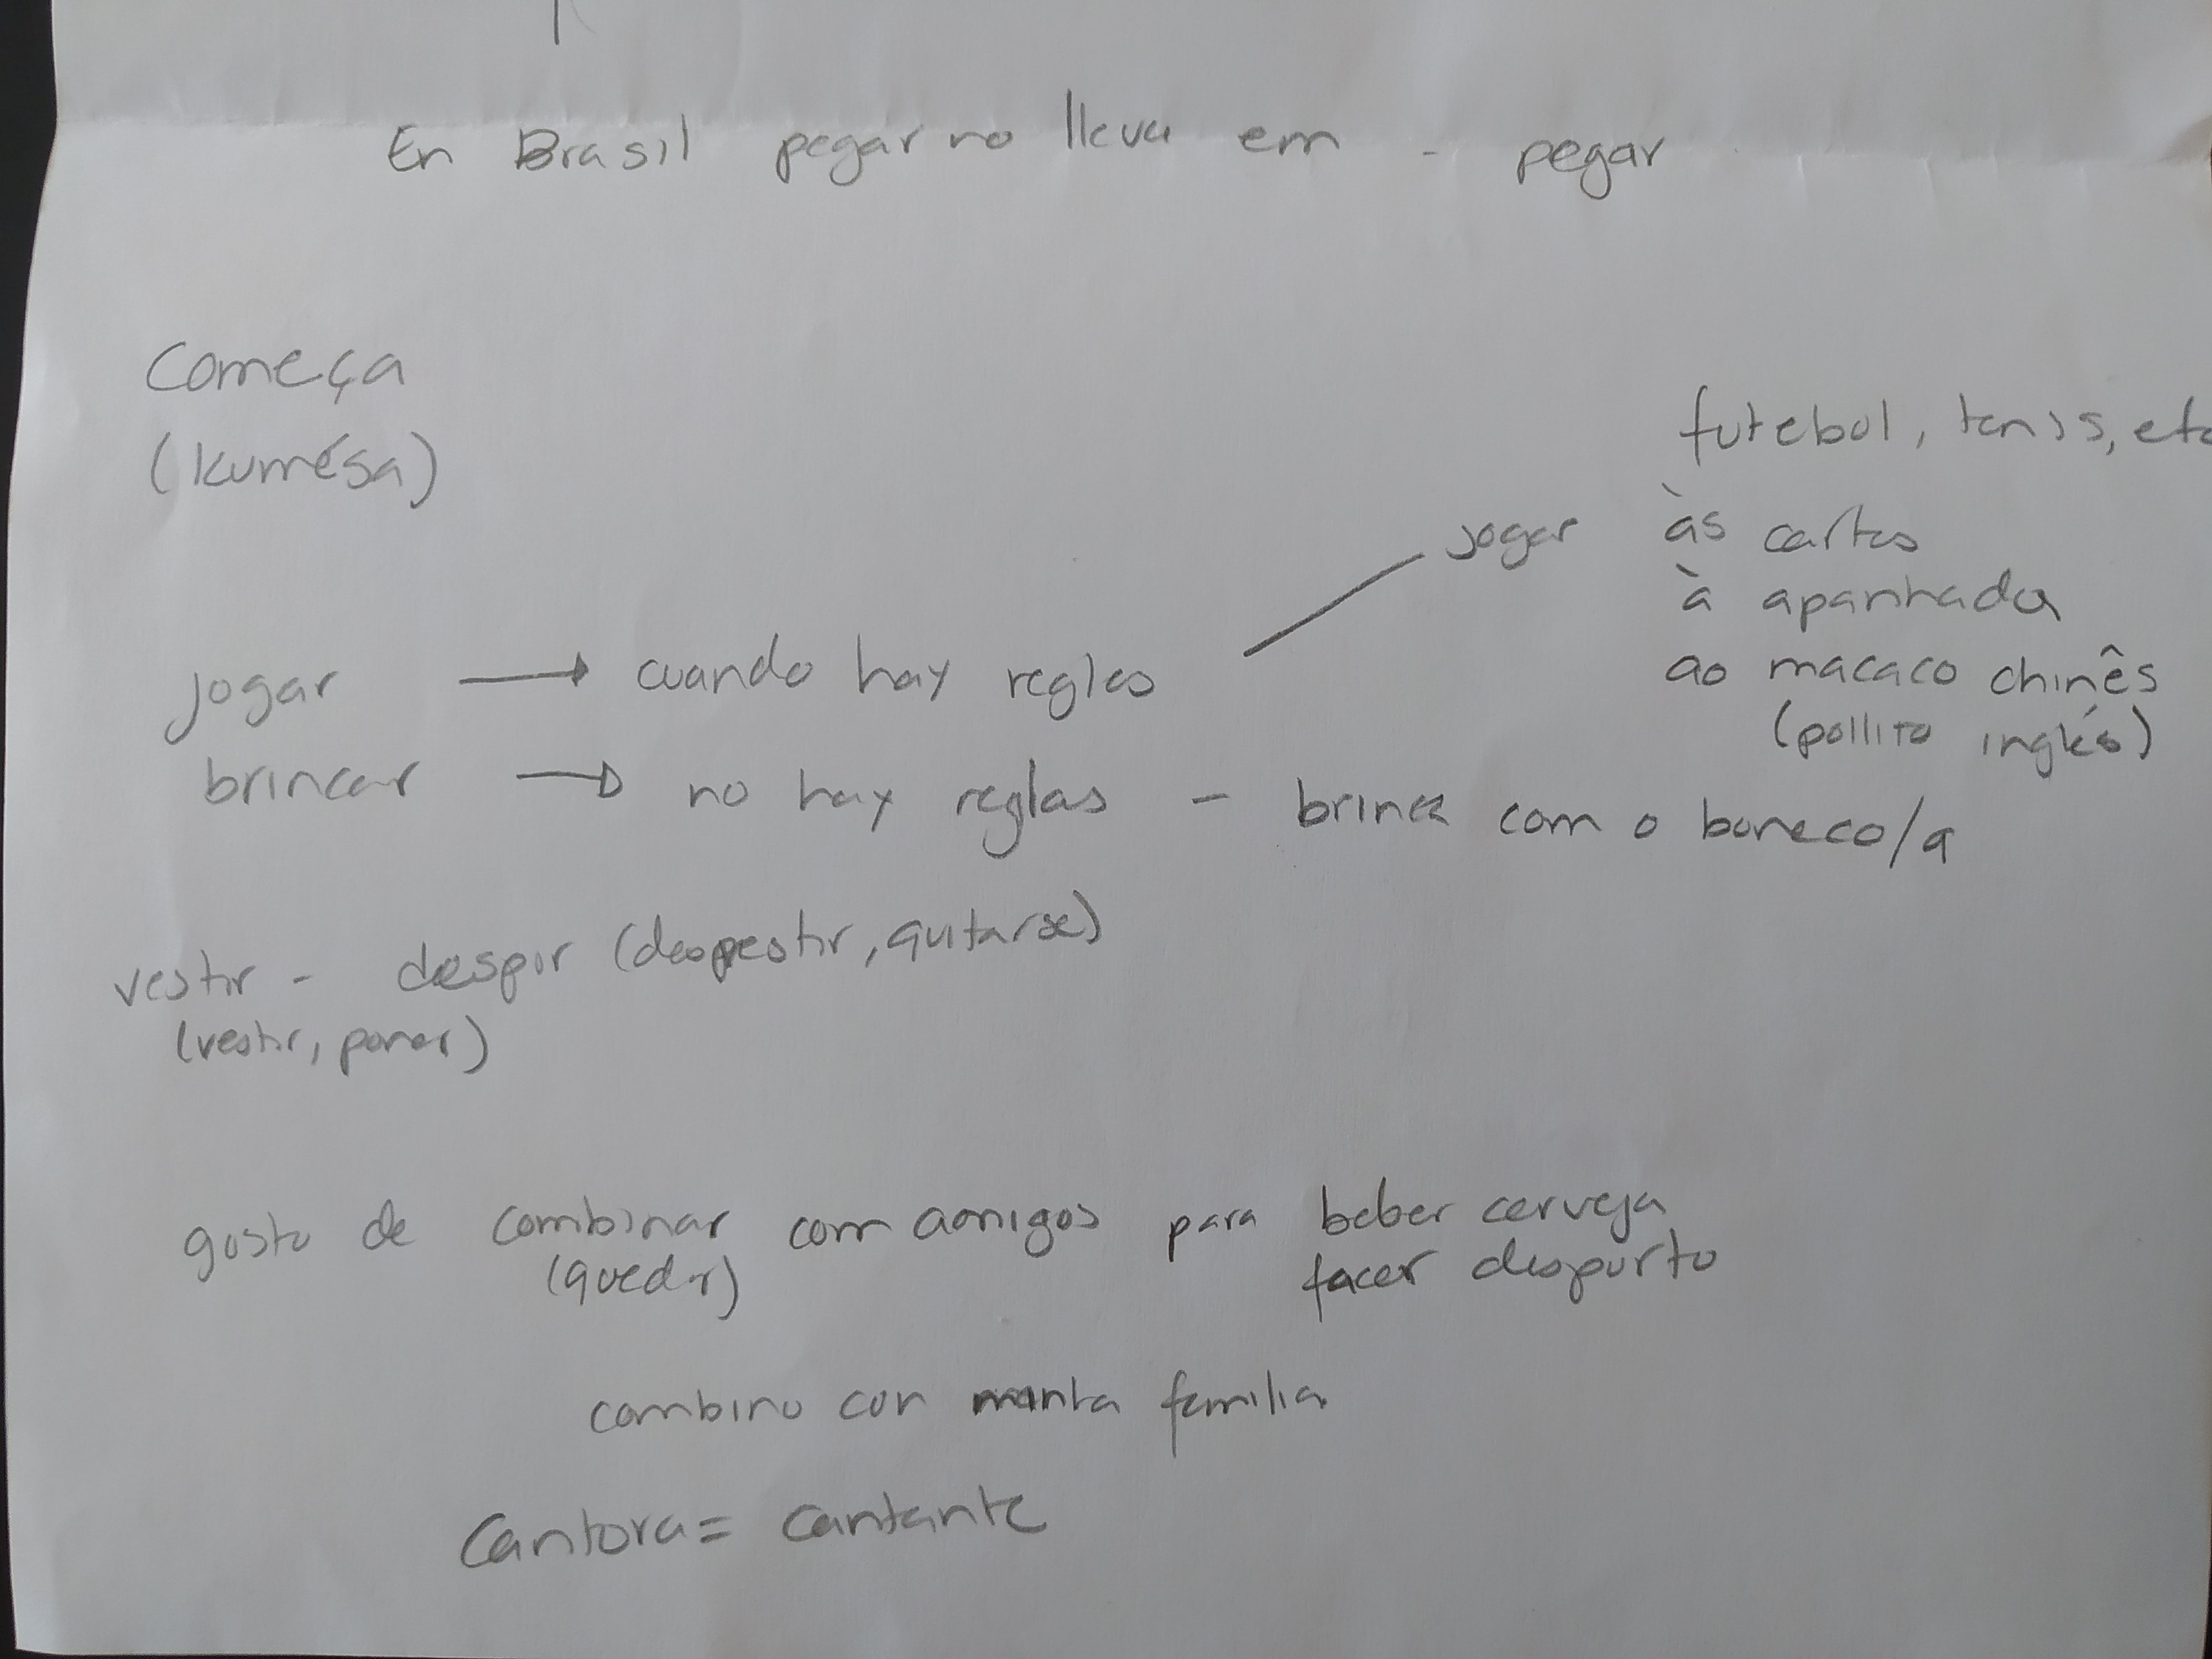 En Brasil pegar no lleva em - pegar
Começa
(kumésa)
futebol, tenis, etc
jogar às cartas
à apanhada
ao macaco chinês
(pollito inglés)
jogar → cuando hay reglas
brincar → no hay reglas - brinca com o boneco/a
vestir - despir (despestir, quitarse)
(vestir, poner)
gosto de combinar com amigos para beber cerveja
(quedar) facer desporto
combino con minha familia
Cantora = cantante